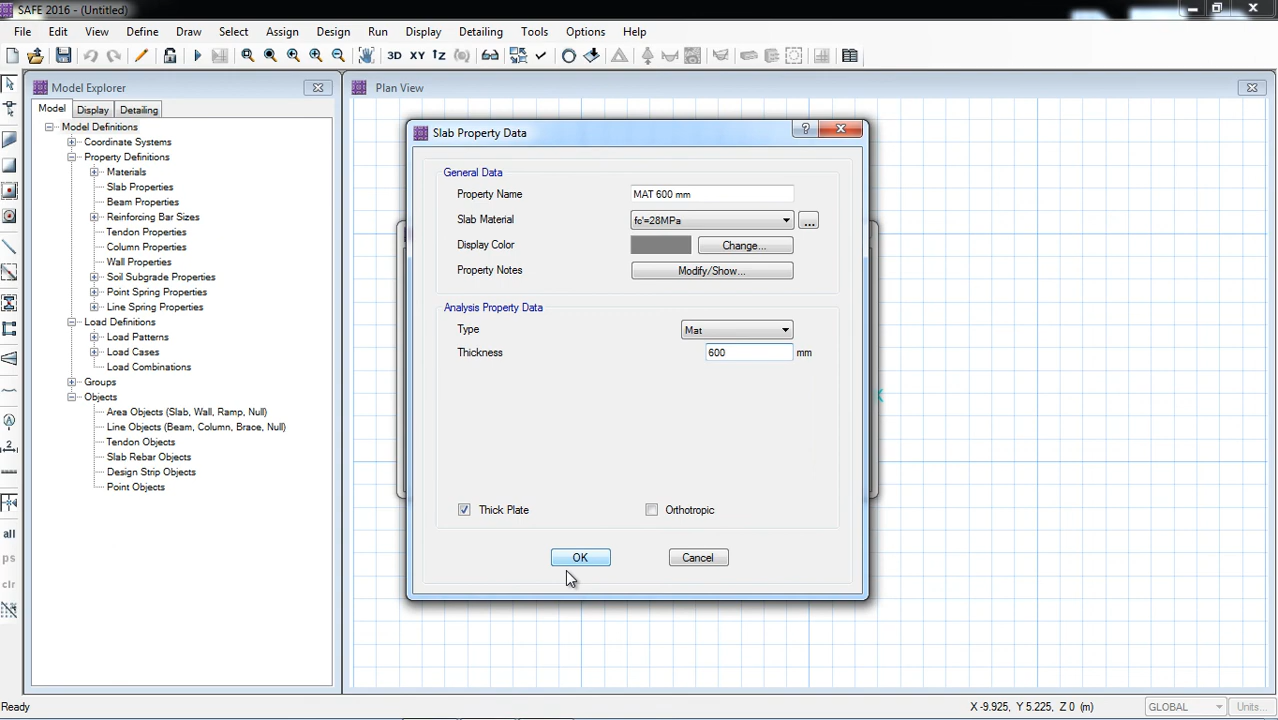 SAFE 2016 - (Untitled)
File Edit View Define Draw Select Assign Design Run Display Detailing Tools Options Help
3D XY
Model Explorer
Model Display Detailing
Model Definitions
Coordinate Systems
Property Definitions
Materials
Slab Properties
Beam Properties
Reinforcing Bar Sizes
Tendon Properties
Column Properties
Wall Properties
Soil Subgrade Properties
Point Spring Properties
Line Spring Properties
Load Definitions
Load Patterns
Load Cases
Load Combinations
Groups
Objects
Area Objects (Slab, Wall, Ramp, Null)
Line Objects (Beam, Column, Brace, Null)
Tendon Objects
Slab Rebar Objects
Design Strip Objects
Point Objects
all
ps
clr
Plan View
Slab Property Data
General Data
Property Name MAT 600 mm
Slab Material fc'=28MPa ...
Display Color Change...
Property Notes Modify/Show...
Analysis Property Data
Type Mat
Thickness 600 mm
Thick Plate Orthotropic
OK Cancel
Ready X -9.925, Y 5.225, Z 0 (m) GLOBAL Units...